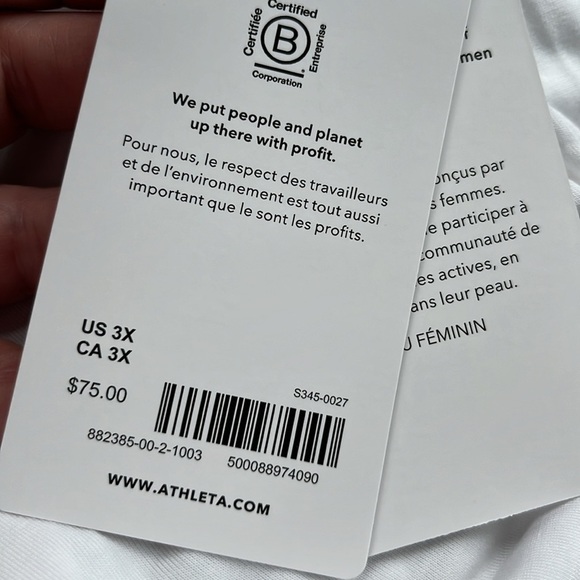 Certified
Certifiée
B
Entreprise
Corporation
We put people and planet
up there with profit.
Pour nous, le respect des travailleurs
et de l'environnement est tout aussi
important que le sont les profits.
US 3X
CA 3X
$75.00
S345-0027
882385-00-2-1003
500088974090
WWW.ATHLETA.COM
men
onçus par
femmes.
participer à
communauté de
es actives, en
ans leur peau.
FÉMININ